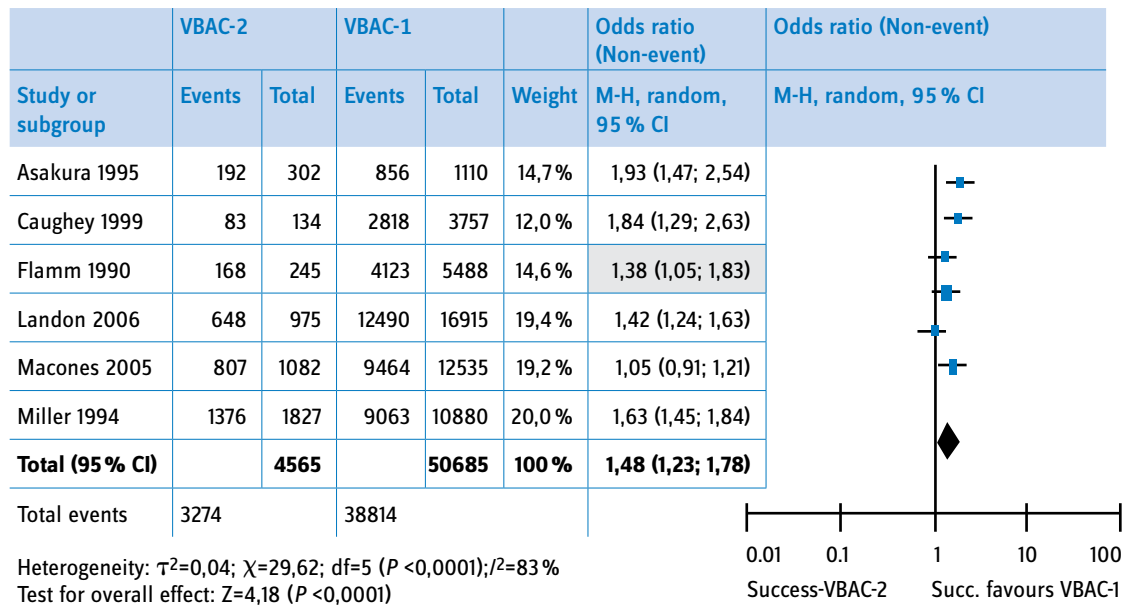 VBAC-2 VBAC-1 Odds ratio (Non-event) Odds ratio (Non-event)
Study or subgroup Events Total Events Total Weight M-H, random, 95 % CI M-H, random, 95 % CI
Asakura 1995 192 302 856 1110 14,7 % 1,93 (1,47; 2,54)
Caughey 1999 83 134 2818 3757 12,0 % 1,84 (1,29; 2,63)
Flamm 1990 168 245 4123 5488 14,6 % 1,38 (1,05; 1,83)
Landon 2006 648 975 12490 16915 19,4 % 1,42 (1,24; 1,63)
Macones 2005 807 1082 9464 12535 19,2 % 1,05 (0,91; 1,21)
Miller 1994 1376 1827 9063 10880 20,0 % 1,63 (1,45; 1,84)
Total (95 % CI) 4565 50685 100 % 1,48 (1,23; 1,78)
Total events 3274 38814
0.01 0.1 1 10 100
Success-VBAC-2 Succ. favours VBAC-1
Heterogeneity: τ2=0,04; χ=29,62; df=5 (P <0,0001);/2=83 %
Test for overall effect: Z=4,18 (P <0,0001)